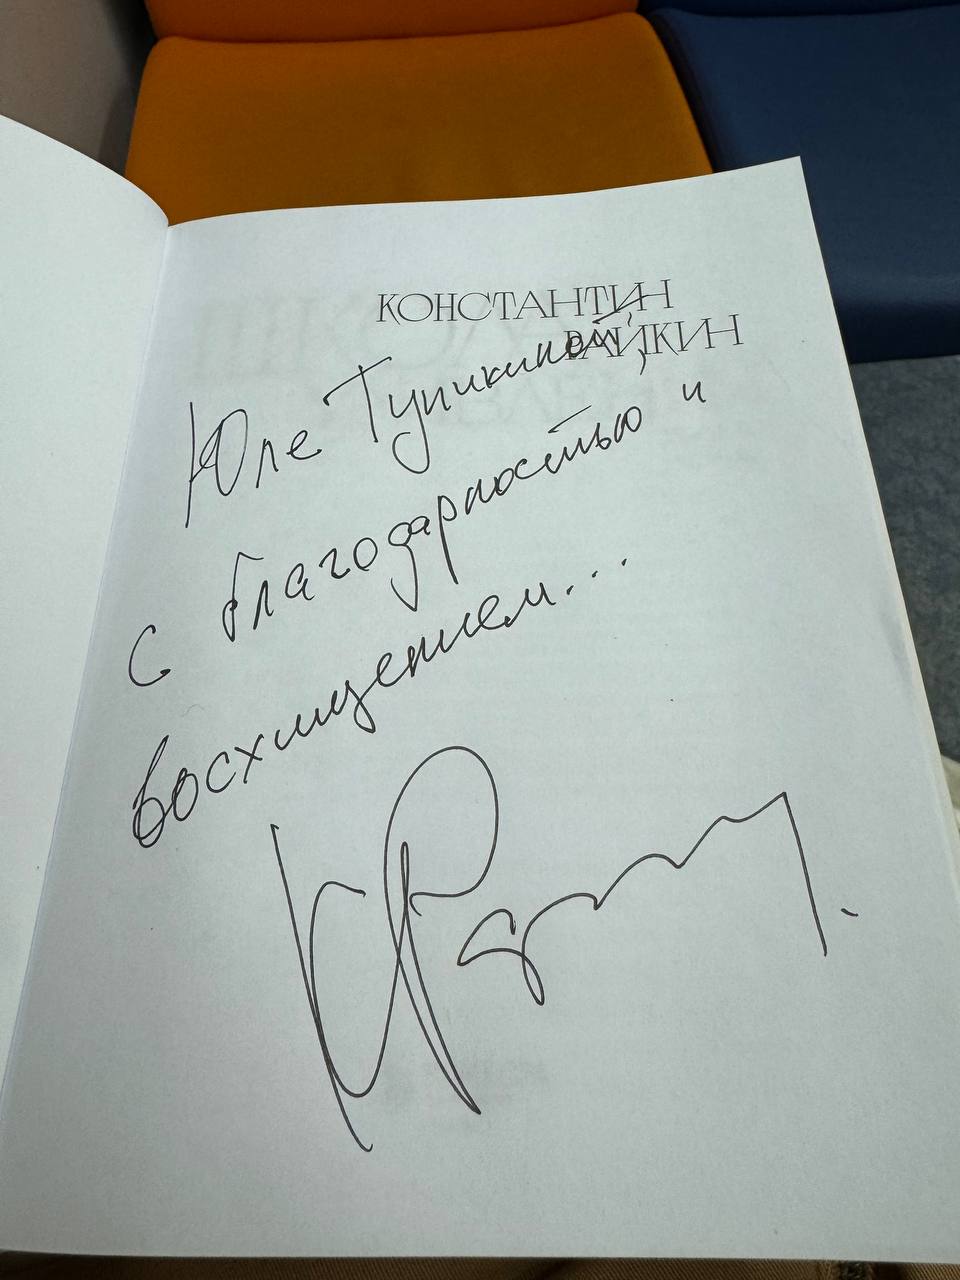 КОНСТАНТИН
РАЙКИН
Юле Тупикиной,
с благодарностью и
восхищением...